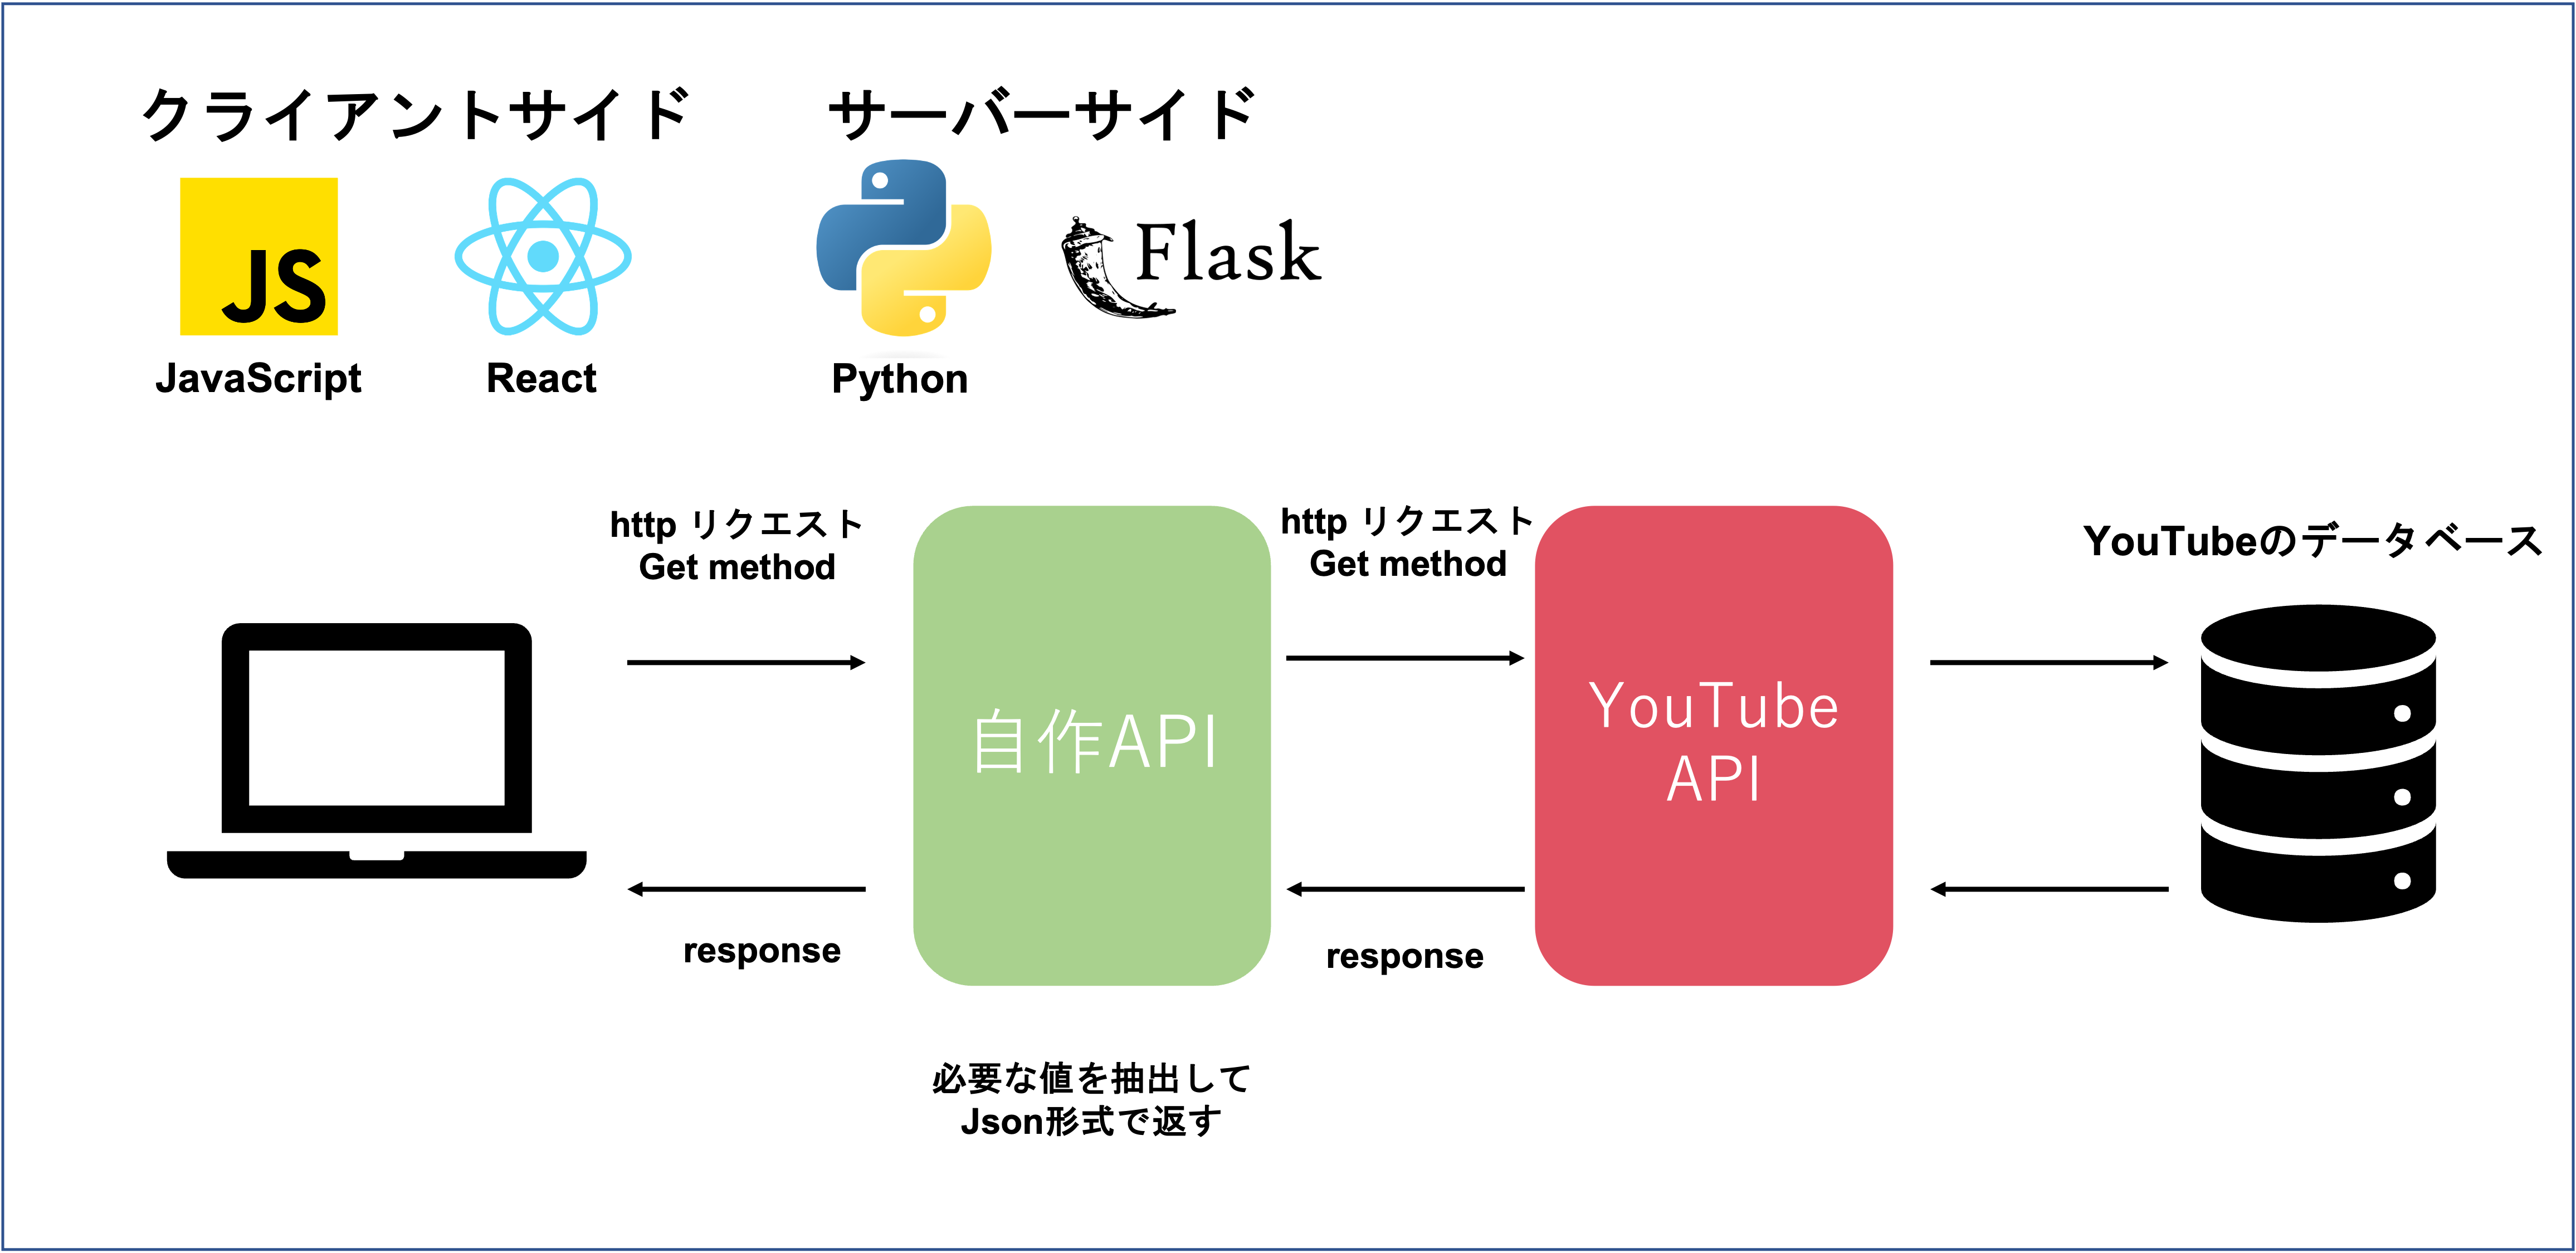 クライアントサイド
サーバーサイド
JS
Flask
JavaScript
React
Python
http リクエスト
Get method
http リクエスト
Get method
YouTubeのデータベース
自作API
YouTube
API
response
response
必要な値を抽出して
Json形式で返す